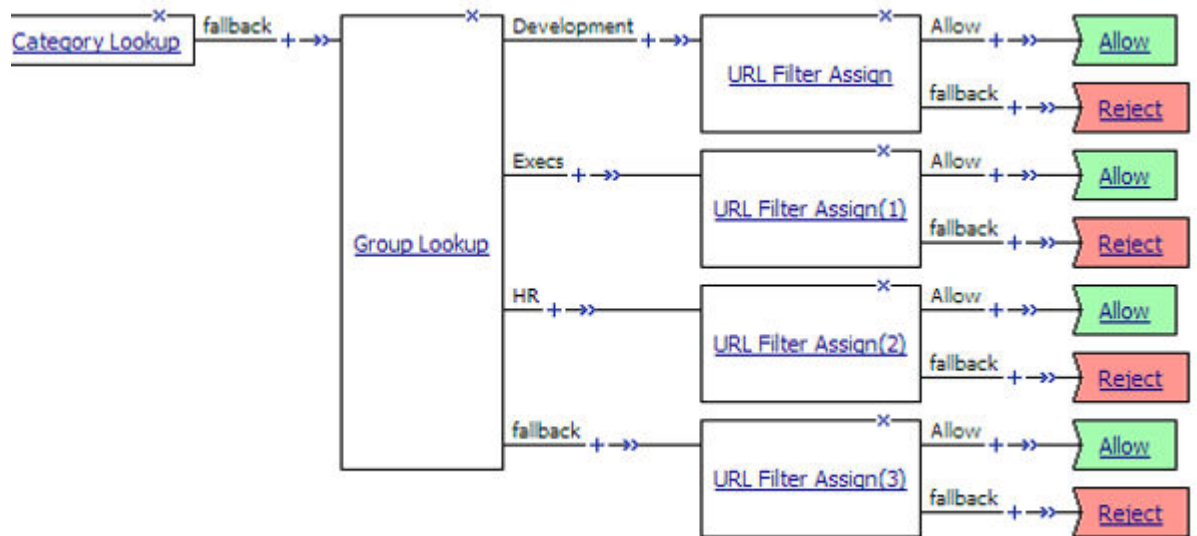 Category Lookup
fallback
Group Lookup
Development
URL Filter Assign
Allow
Allow
fallback
Reject
Execs
URL Filter Assign(1)
Allow
Allow
fallback
Reject
HR
URL Filter Assign(2)
Allow
Allow
fallback
Reject
fallback
URL Filter Assign(3)
Allow
Allow
fallback
Reject